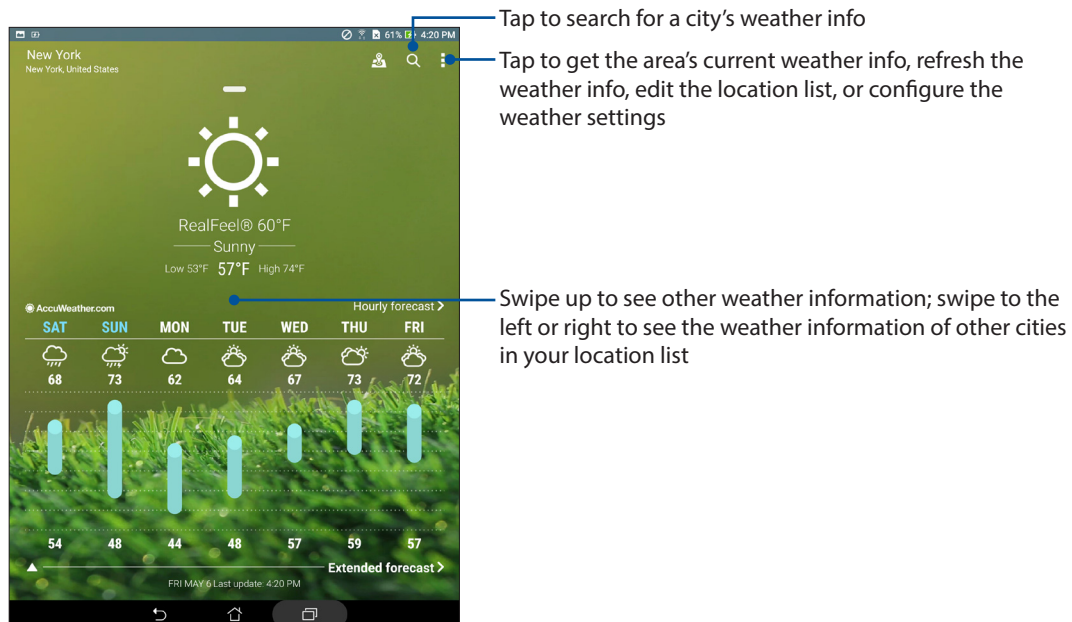 Tap to search for a city's weather info
61% 4:20 PM
New York
New York, United States
Tap to get the area's current weather info, refresh the
weather info, edit the location list, or configure the
weather settings
RealFeel® 60°F
Sunny
Low 53°F 57°F High 74°F
Swipe up to see other weather information; swipe to the
left or right to see the weather information of other cities
in your location list
AccuWeather.com Hourly forecast >
SAT SUN MON TUE WED THU FRI
68 73 62 64 67 73 72
54 48 44 48 57 59 57
Extended forecast >
FRI MAY 6 Last update: 4:20 PM